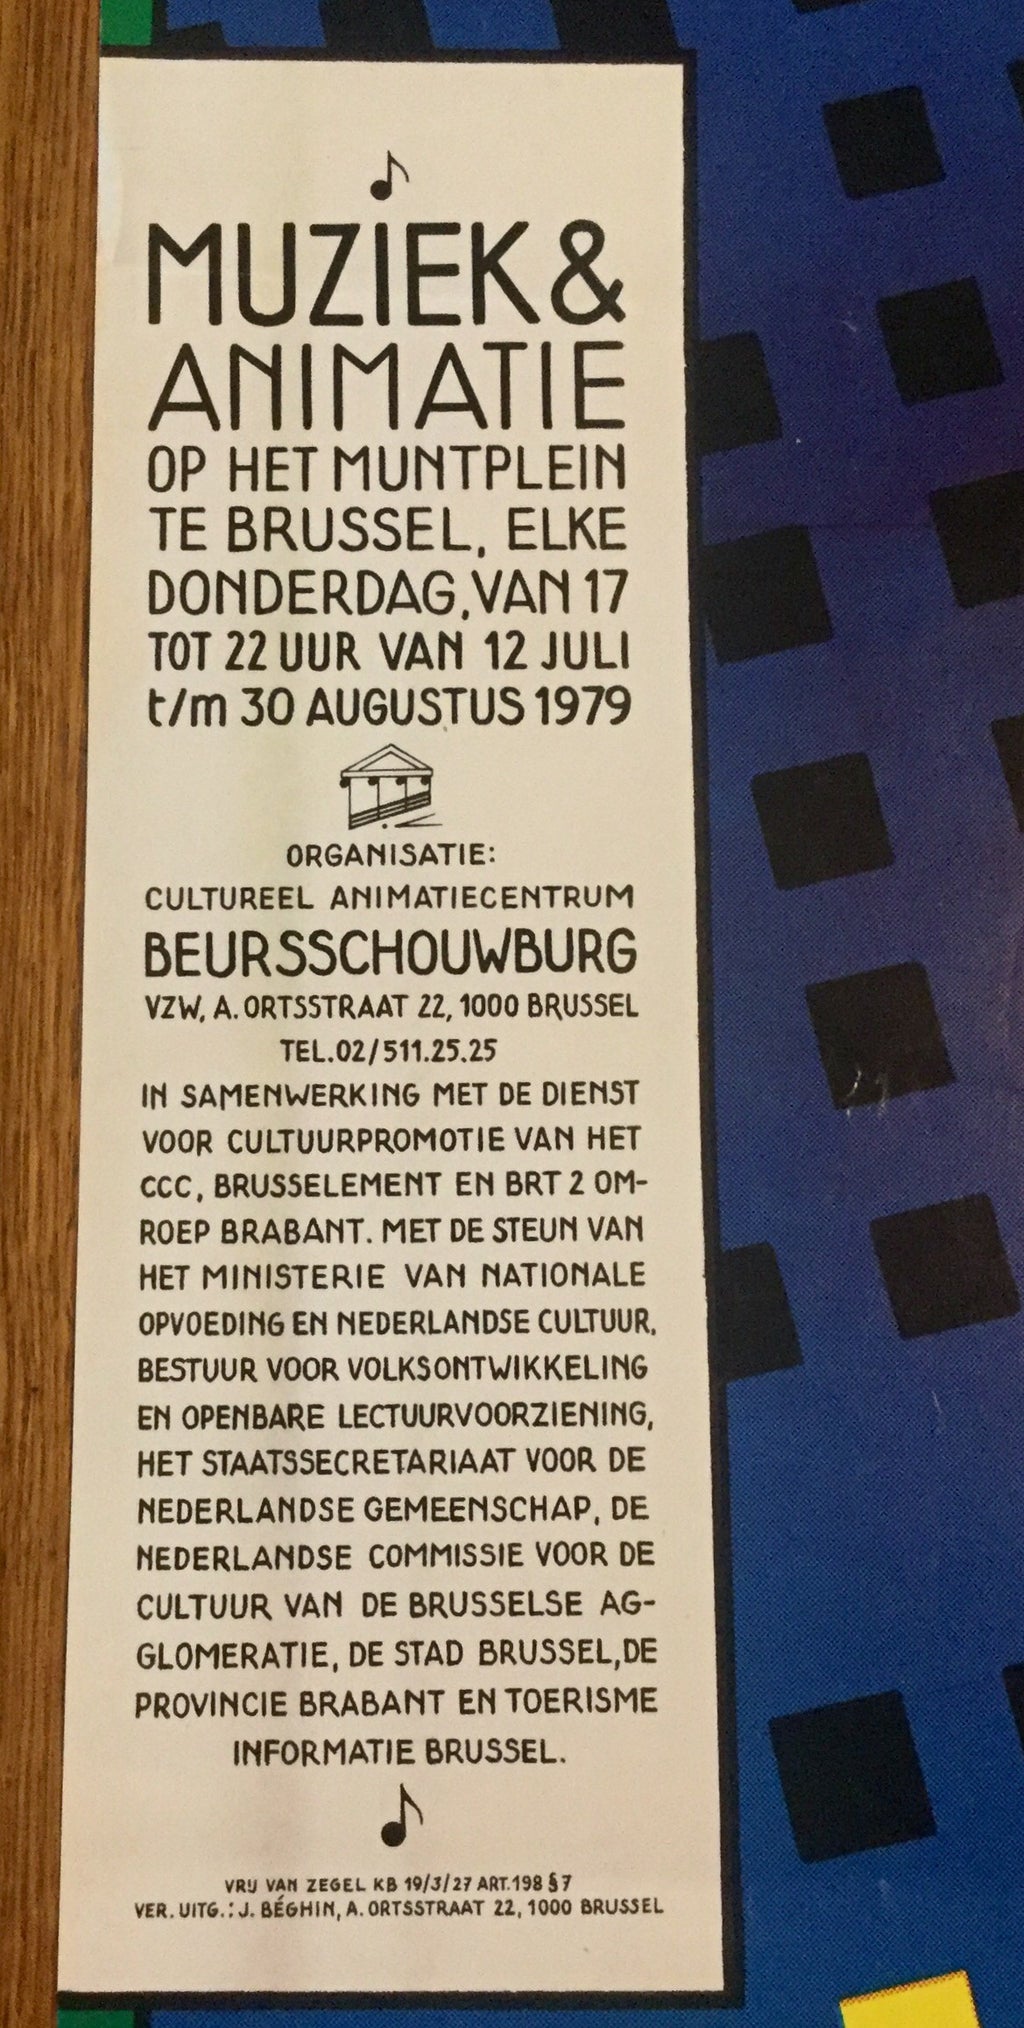 MUZIEK &
ANIMATIE
OP HET MUNTPLEIN
TE BRUSSEL, ELKE
DONDERDAG, VAN 17
TOT 22 UUR VAN 12 JULI
t/m 30 AUGUSTUS 1979
ORGANISATIE:
CULTUREEL ANIMATIECENTRUM
BEURSSCHOUWBURG
VZW, A. ORTSSTRAAT 22, 1000 BRUSSEL
TEL. 02/511.25.25
IN SAMENWERKING MET DE DIENST
VOOR CULTUURPROMOTIE VAN HET
CCC, BRUSSELEMENT EN BRT 2 OM-
ROEP BRABANT. MET DE STEUN VAN
HET MINISTERIE VAN NATIONALE
OPVOEDING EN NEDERLANDSE CULTUUR,
BESTUUR VOOR VOLKSONTWIKKELING
EN OPENBARE LECTUURVOORZIENING,
HET STAATSSECRETARIAAT VOOR DE
NEDERLANDSE GEMEENSCHAP, DE
NEDERLANDSE COMMISSIE VOOR DE
CULTUUR VAN DE BRUSSELSE AG-
GLOMERATIE, DE STAD BRUSSEL, DE
PROVINCIE BRABANT EN TOERISME
INFORMATIE BRUSSEL.
VRIJ VAN ZEGEL KB 19/3/27 ART. 198 § 7
VER. UITG.: J. BÉGHIN, A. ORTSSTRAAT 22, 1000 BRUSSEL